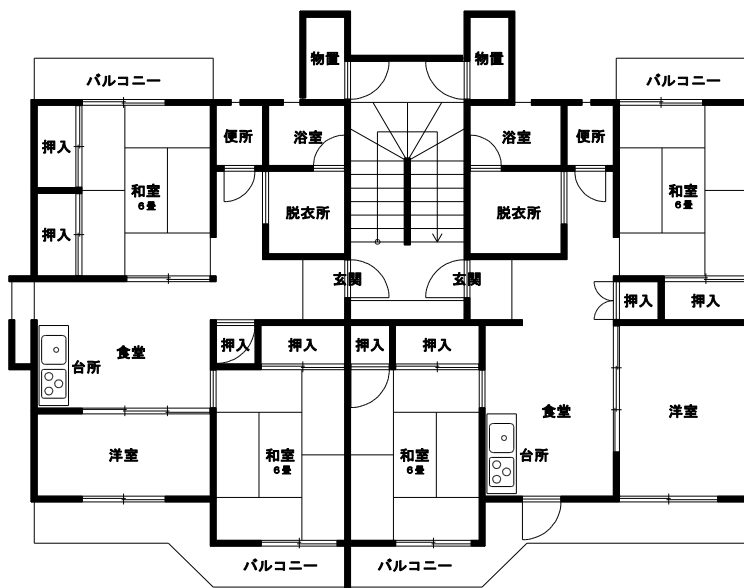 物置
物置
バルコニー
バルコニー
便所
浴室
浴室
便所
押入
和室
6畳
和室
6畳
脱衣所
脱衣所
押入
玄関
玄関
押入
押入
食堂
押入
押入
押入
押入
台所
食堂
洋室
洋室
和室
6畳
和室
6畳
台所
バルコニー
バルコニー